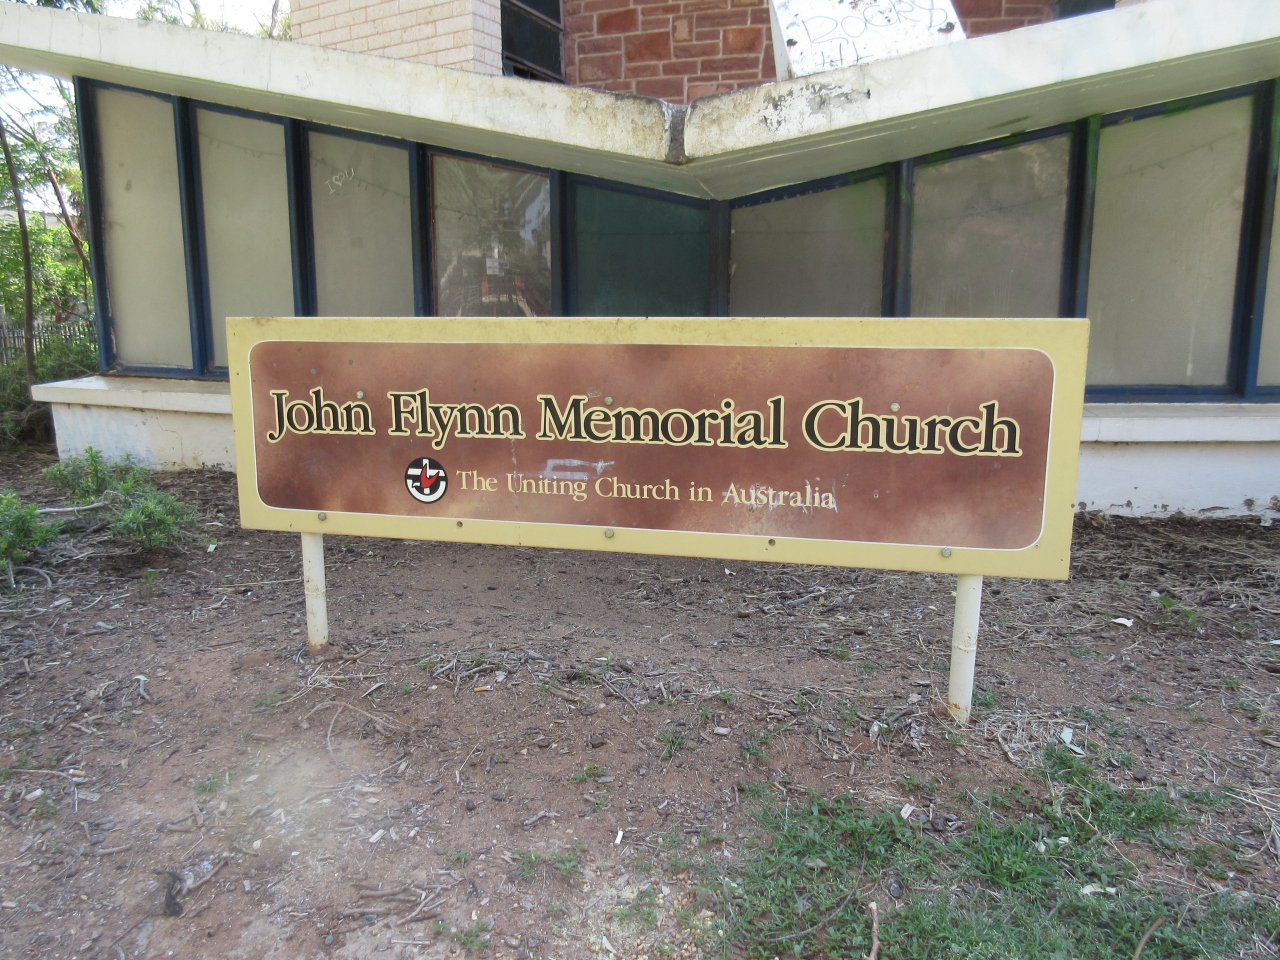 I♡U
John Flynn Memorial Church
The Uniting Church in Australia